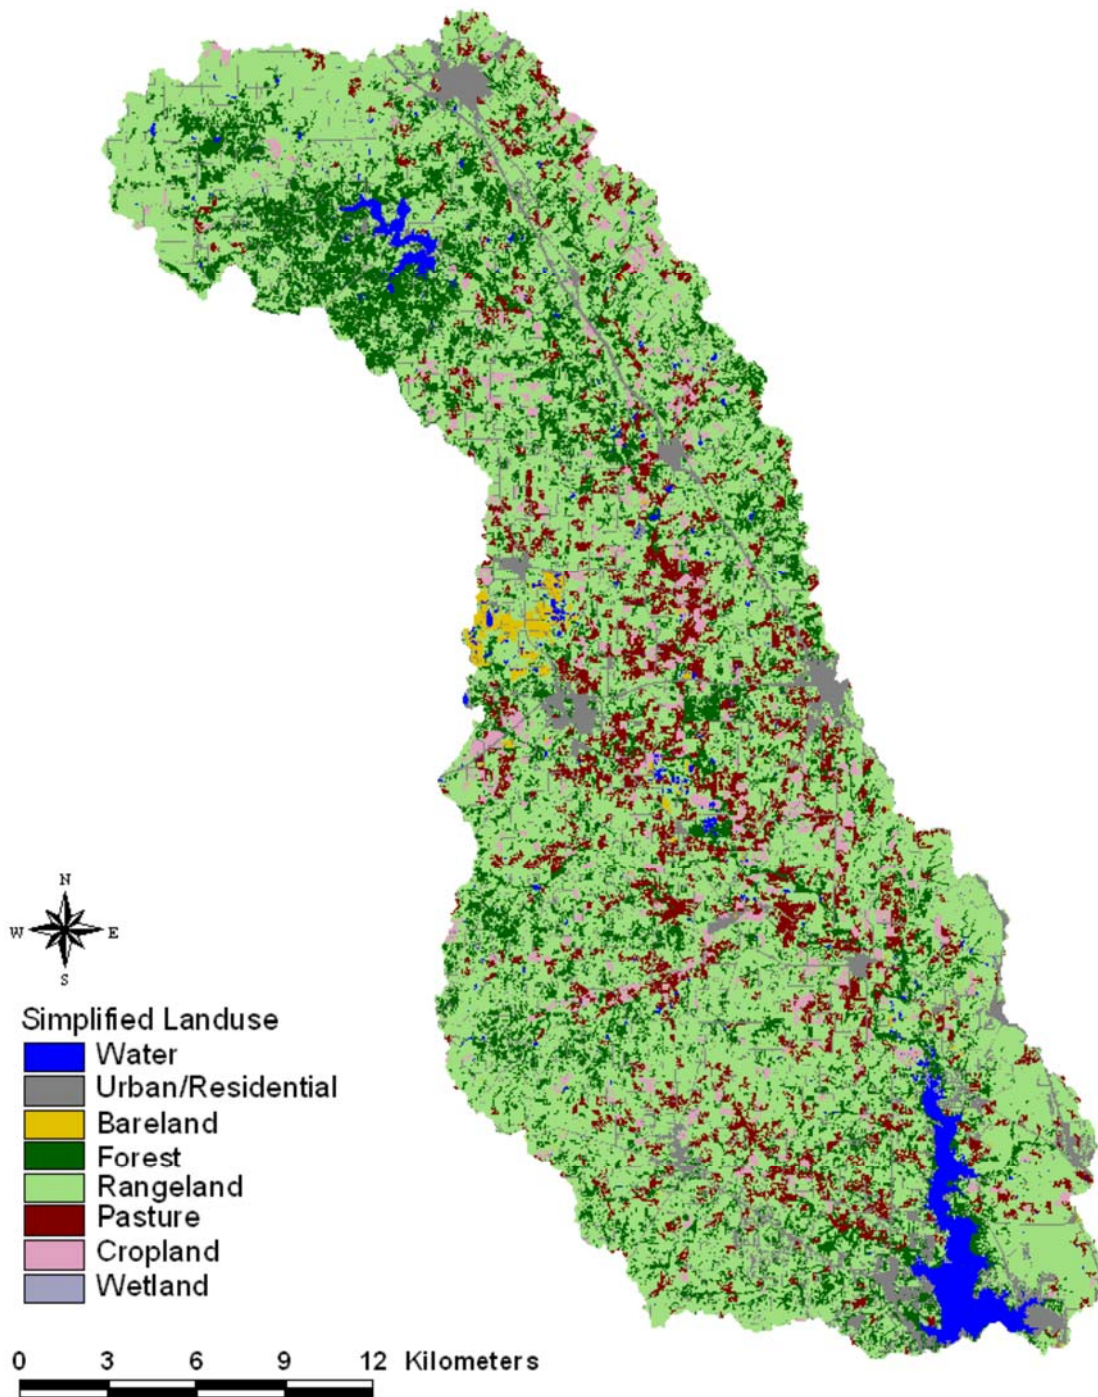 N
W E
S
Simplified Landuse
Water
Urban/Residential
Bareland
Forest
Rangeland
Pasture
Cropland
Wetland
0 3 6 9 12 Kilometers